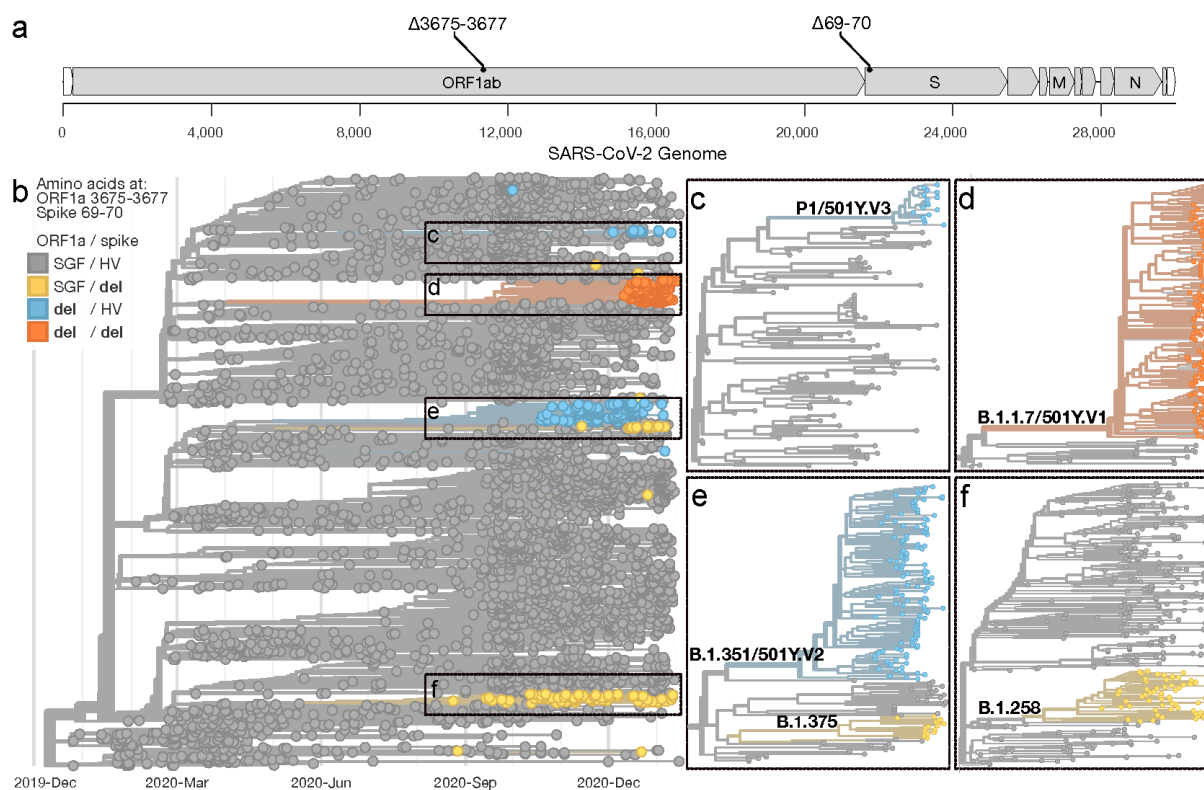 a
Δ3675-3677
Δ69-70
ORF1ab
S
M
N
0
4,000
8,000
12,000
16,000
20,000
24,000
28,000
SARS-CoV-2 Genome
b
Amino acids at:
ORF1a 3675-3677
Spike 69-70
ORF1a / spike
SGF / HV
SGF / del
del / HV
del / del
c
d
e
f
2019-Dec
2020-Mar
2020-Jun
2020-Sep
2020-Dec
c
P1/501Y.V3
d
B.1.1.7/501Y.V1
e
B.1.351/501Y.V2
B.1.375
f
B.1.258